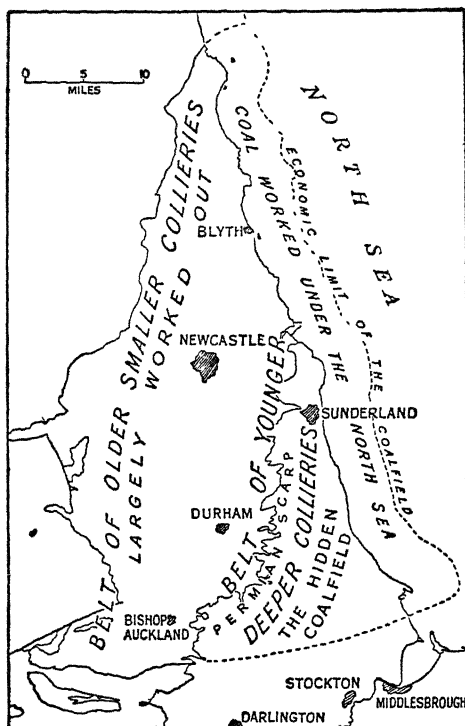 0 5 10
MILES
NORTH SEA
COAL WORKED UNDER THE NORTH SEA
ECONOMIC LIMIT OF THE COALFIELD
BELT OF OLDER SMALLER COLLIERIES
LARGELY WORKED OUT
BLYTH
NEWCASTLE
SUNDERLAND
BELT OF YOUNGER
DEEPER COLLIERIES
PERMIAN SCARP
THE HIDDEN
COALFIELD
DURHAM
BISHOP
AUCKLAND
STOCKTON
MIDDLESBROUGH
DARLINGTON